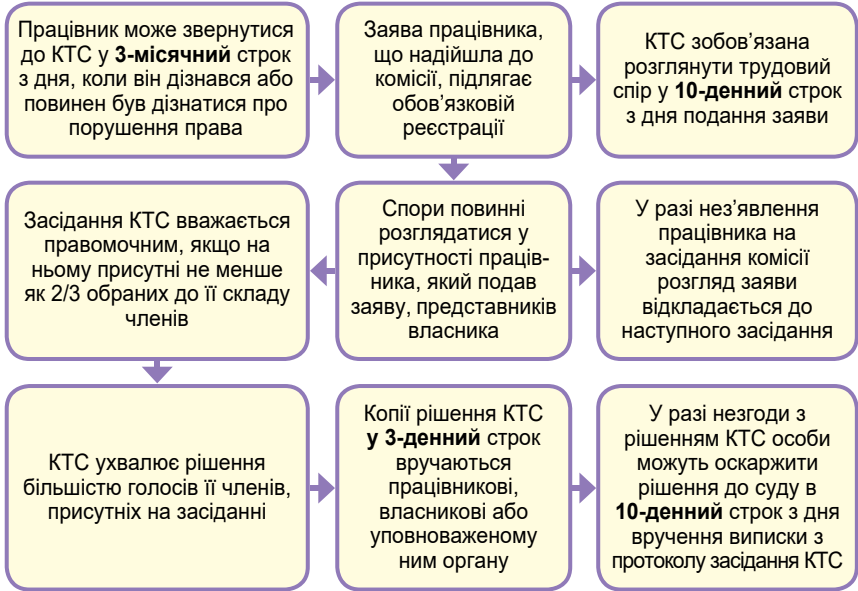 Працівник може звернутися
до КТС у 3-місячний строк
з дня, коли він дізнався або
повинен був дізнатися про
порушення права
Заява працівника,
що надійшла до
комісії, підлягає
обов’язковій
реєстрації
КТС зобов’язана
розглянути трудовий
спір у 10-денний строк
з дня подання заяви
Засідання КТС вважається
правомочним, якщо на
ньому присутні не менше
як 2/3 обраних до її складу
членів
Спори повинні
розглядатися у
присутності праців-
ника, який подав
заяву, представників
власника
У разі нез’явлення
працівника на
засідання комісії
розгляд заяви
відкладається до
наступного засідання
КТС ухвалює рішення
більшістю голосів її членів,
присутніх на засіданні
Копії рішення КТС
у 3-денний строк
вручаються
працівникові,
власникові або
уповноваженому
ним органу
У разі незгоди з
рішенням КТС особи
можуть оскаржити
рішення до суду в
10-денний строк з дня
вручення виписки з
протоколу засідання КТС